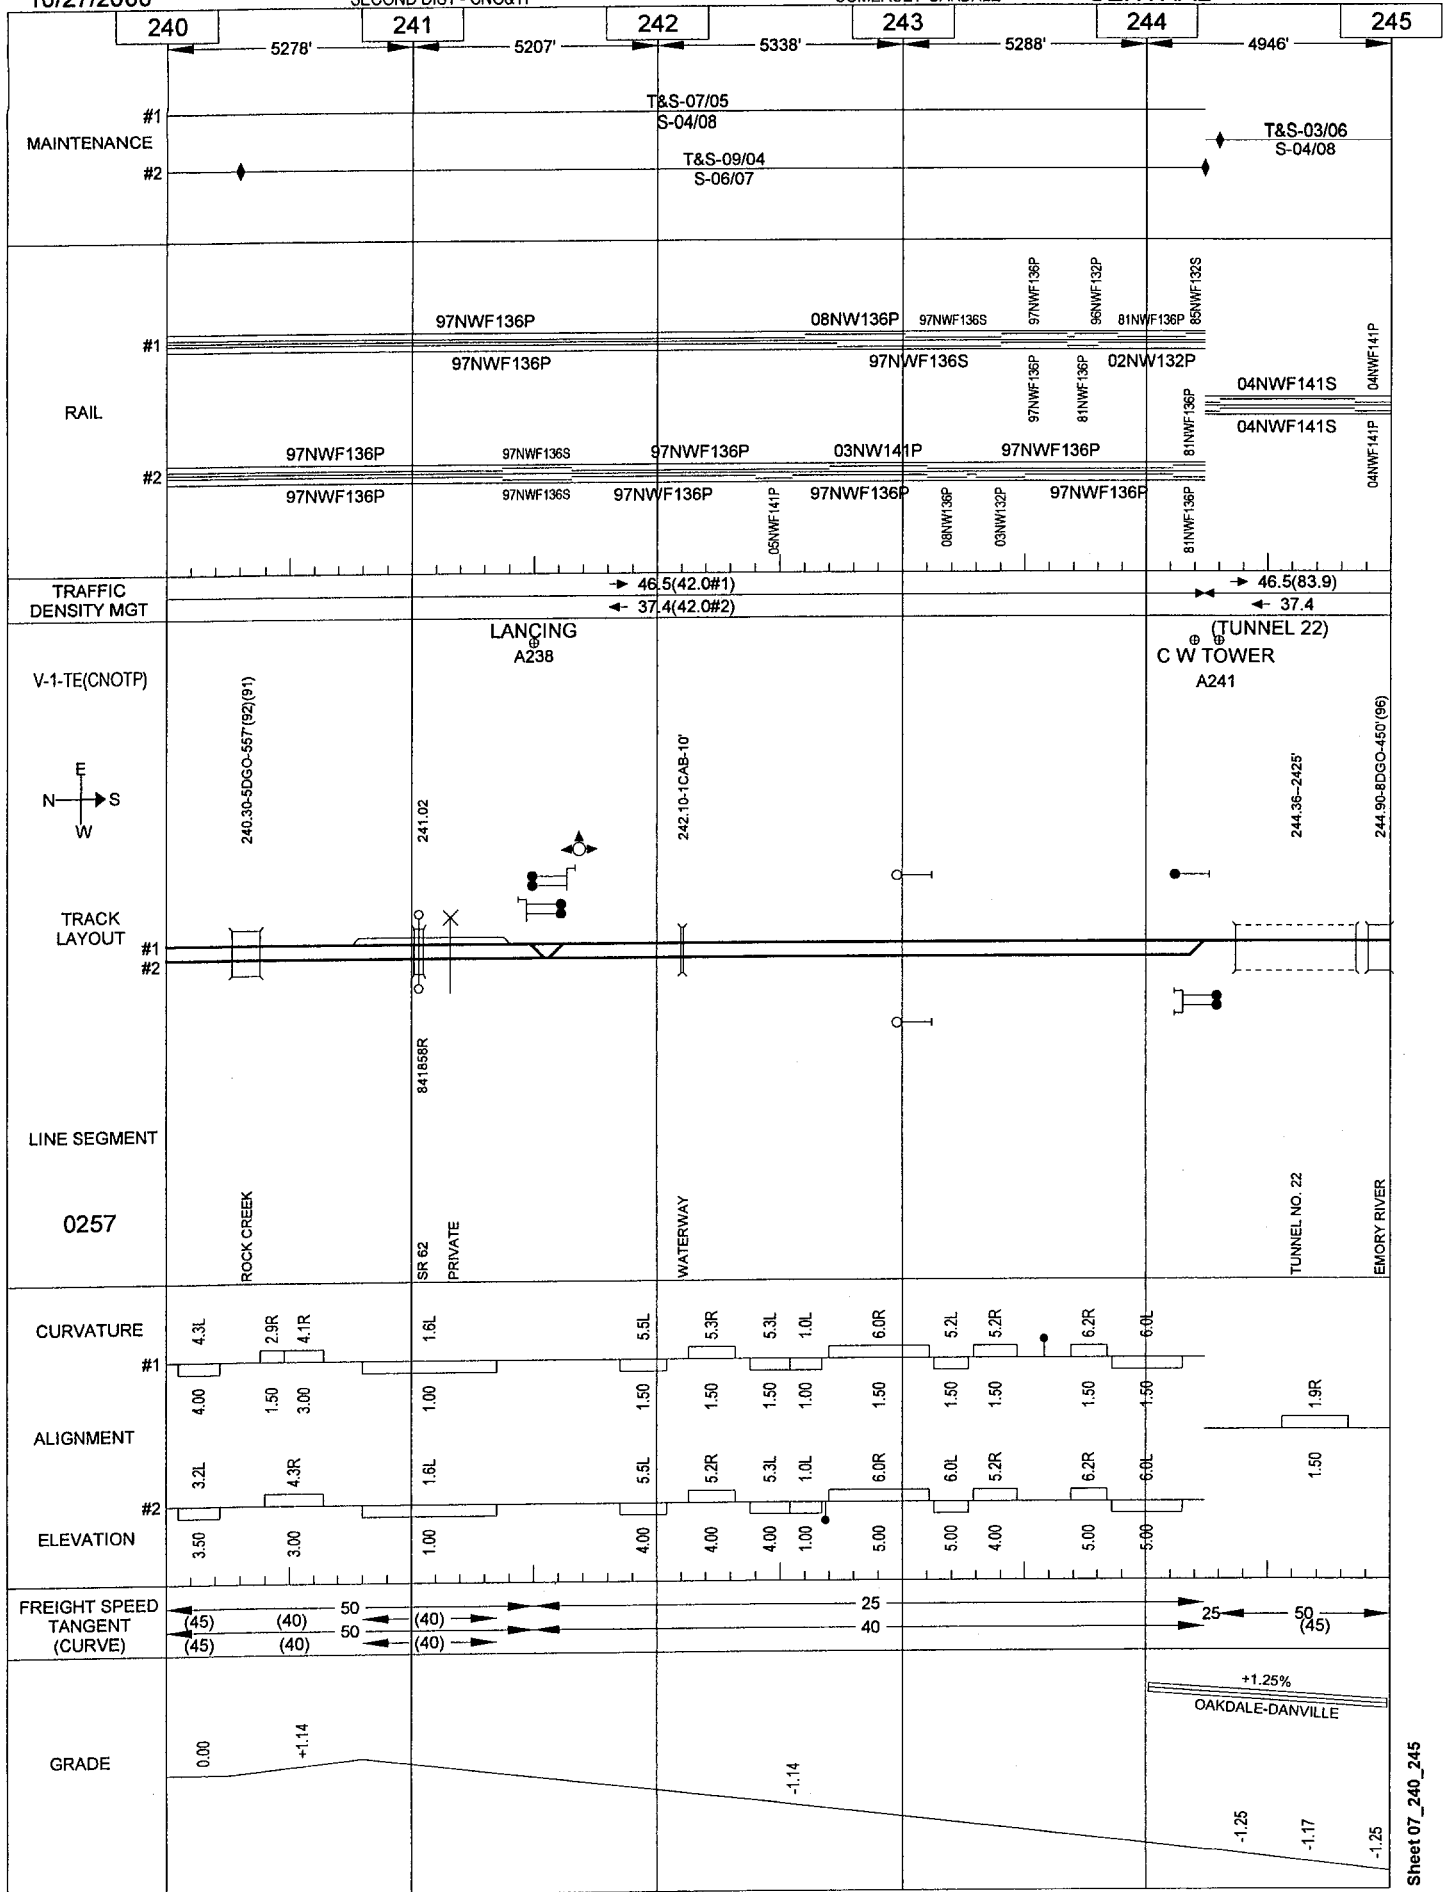 240 241 242 243 244 245
5278' 5207' 5338' 5288' 4946'
MAINTENANCE
#1
T&S-07/05
S-04/08
T&S-03/06
S-04/08
#2
T&S-09/04
S-06/07
RAIL
#1
97NWF136P 08NW136P 97NWF136S 97NWF136P 96NWF132P 81NWF136P 85NWF132S
97NWF136P 97NWF136S 97NWF136P 81NWF136P 02NW132P
04NWF141S 04NWF141P
04NWF141S 04NWF141P
#2
97NWF136P 97NWF136S 97NWF136P 03NW141P 97NWF136P 81NWF136P
97NWF136P 97NWF136S 97NWF136P 05NWF141P 97NWF136P 08NW136P 03NW132P 97NWF136P 81NWF136P
TRAFFIC
DENSITY MGT
46.5(42.0#1) 46.5(83.9)
37.4(42.0#2) 37.4
V-1-TE(CNOTP)
LANCING
A238
(TUNNEL 22)
C W TOWER
A241
E
N S
W
240.30-5DGO-557'(92)(91)
241.02
242.10-1CAB-10'
244.36--2425'
244.90-8DGO-450'(96)
TRACK
LAYOUT
#1
#2
841858R
LINE SEGMENT
0257
ROCK CREEK
SR 62
PRIVATE
WATERWAY
TUNNEL NO. 22
EMORY RIVER
CURVATURE
#1
4.3L 2.9R 4.1R 1.6L 5.5L 5.3R 5.3L 1.0L 6.0R 5.2L 5.2R 6.2R 6.0L
4.00 1.50 3.00 1.00 1.50 1.50 1.50 1.00 1.50 1.50 1.50 1.50 1.50
1.9R
1.50
ALIGNMENT
#2
3.2L 4.3R 1.6L 5.5L 5.2R 5.3L 1.0L 6.0R 6.0L 5.2R 6.2R 6.0L
ELEVATION
3.50 3.00 1.00 4.00 4.00 4.00 1.00 5.00 5.00 4.00 5.00 5.00
FREIGHT SPEED
TANGENT
(CURVE)
50 25
(45) (40) (40) 25 50
50 40 (45)
(45) (40) (40)
GRADE
0.00 +1.14 -1.14 -1.25 -1.17 -1.25
+1.25%
OAKDALE-DANVILLE
Sheet 07_240_245